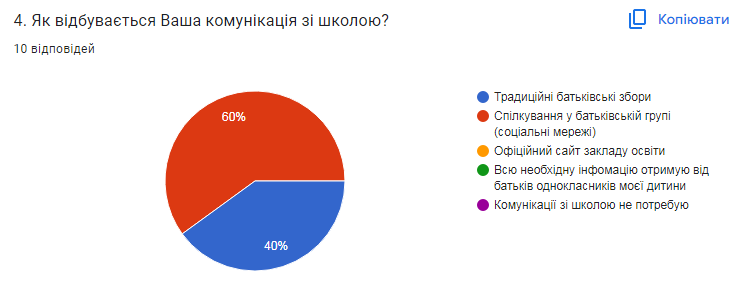 4. Як відбувається Ваша комунікація зі школою?
Копіювати
10 відповідей
60%
40%
Традиційні батьківські збори
Спілкування у батьківській групі
(соціальні мережі)
Офіційний сайт закладу освіти
Всю необхідну інфомацію отримую від
батьків однокласників моєї дитини
Комунікації зі школою не потребую